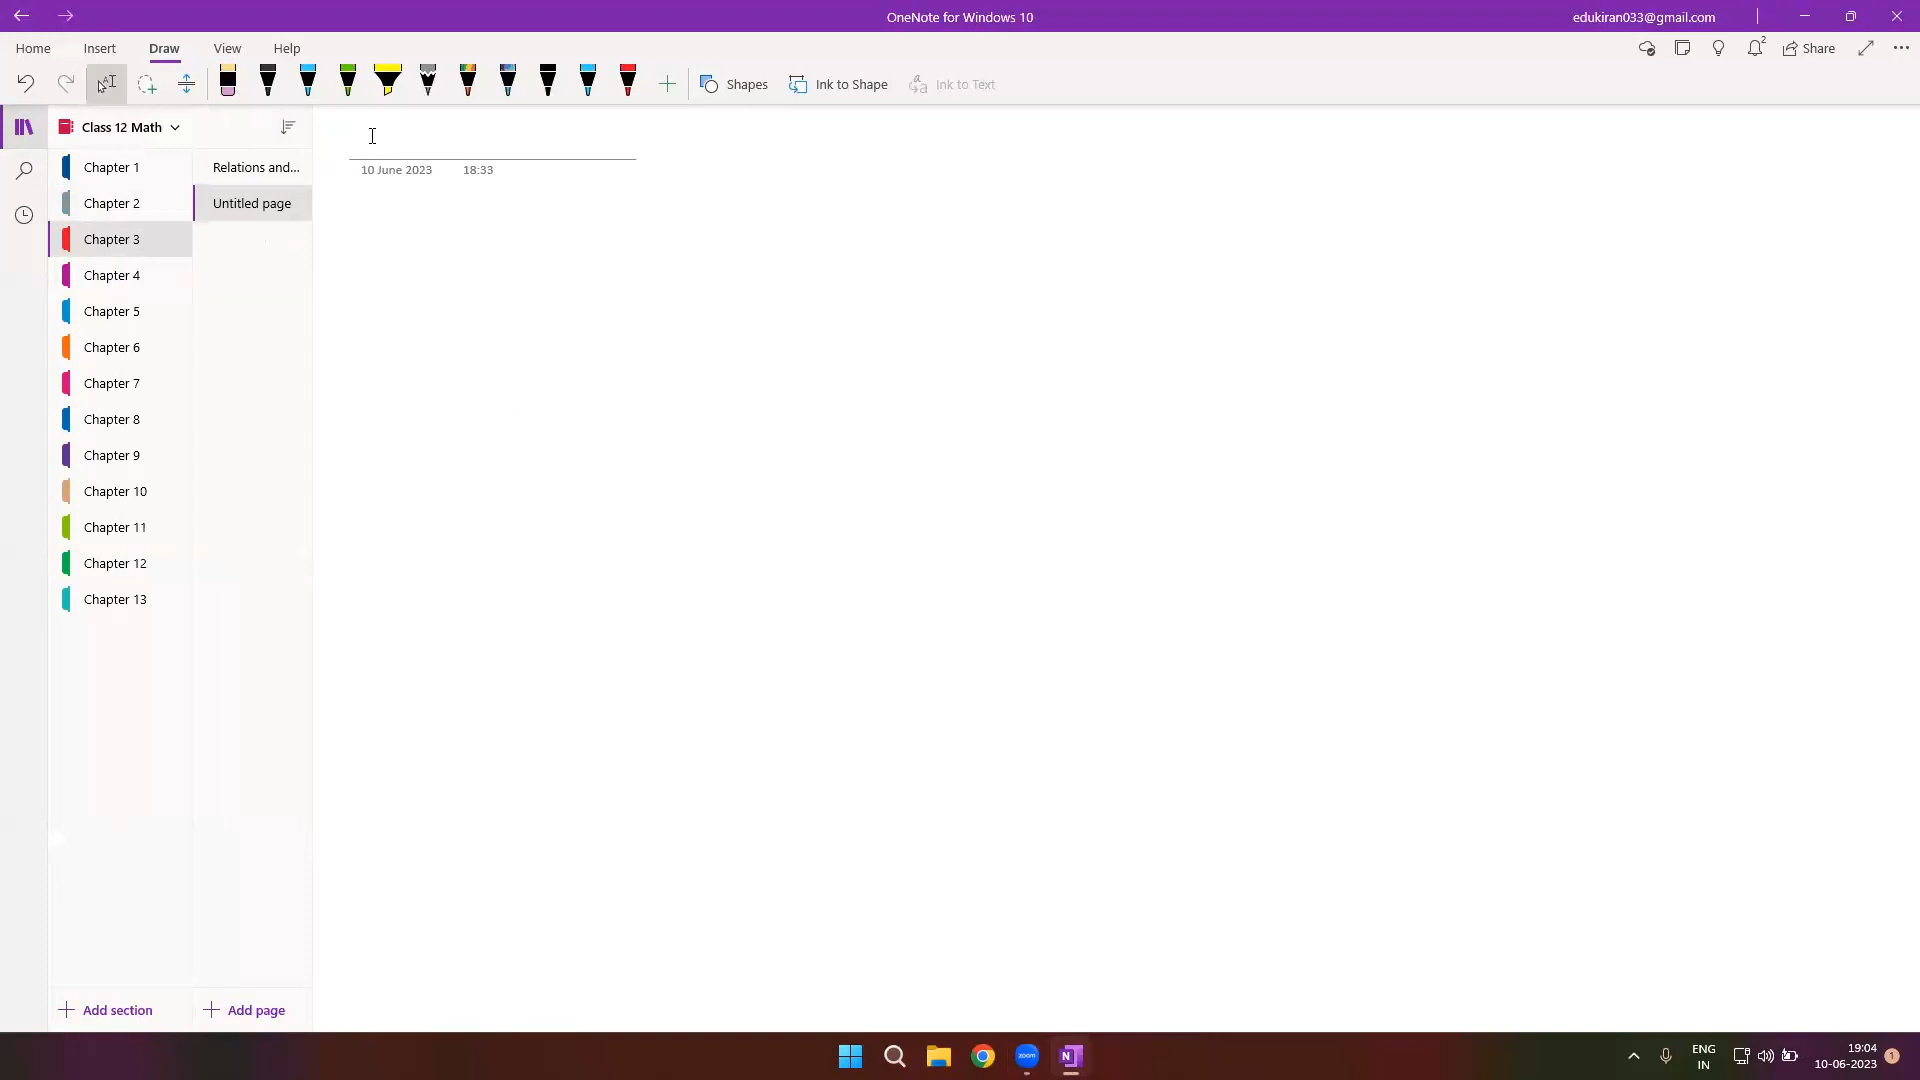 OneNote for Windows 10
edukiran033@gmail.com
Home Insert Draw View Help
2
Share
Shapes
Ink to Shape
Ink to Text
Class 12 Math
Chapter 1
Chapter 2
Chapter 3
Chapter 4
Chapter 5
Chapter 6
Chapter 7
Chapter 8
Chapter 9
Chapter 10
Chapter 11
Chapter 12
Chapter 13
Relations and...
Untitled page
10 June 2023 18:33
Add section
Add page
zoom
N
ENG
IN
19:04
10-06-2023
1